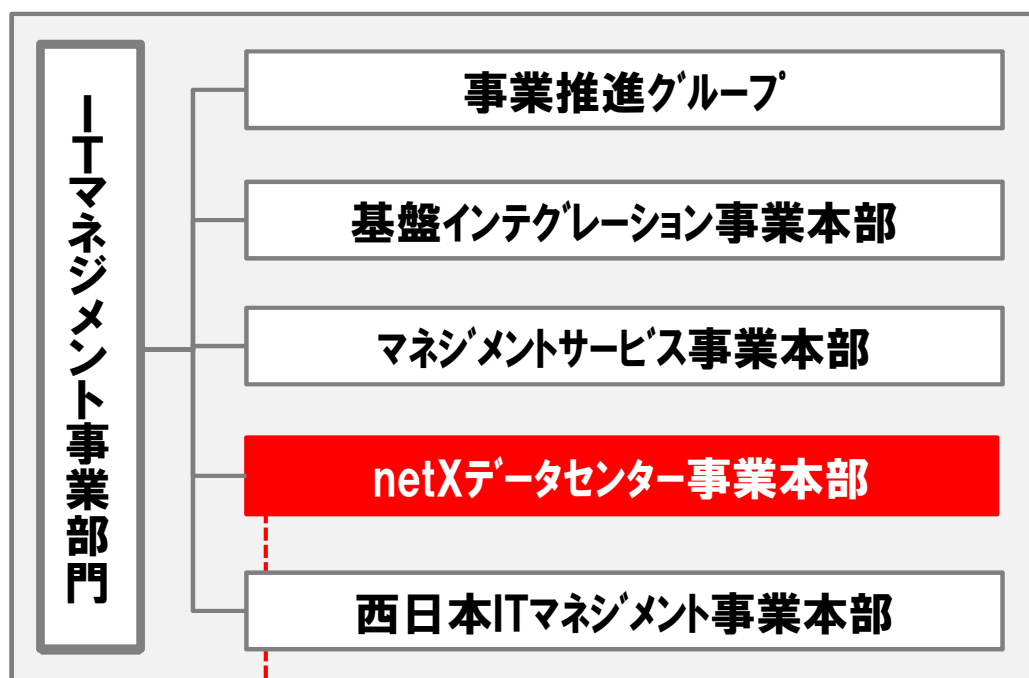 ITマネジメント事業部門
事業推進グループ
基盤インテグレーション事業本部
マネジメントサービス事業本部
netXデータセンター事業本部
西日本ITマネジメント事業本部